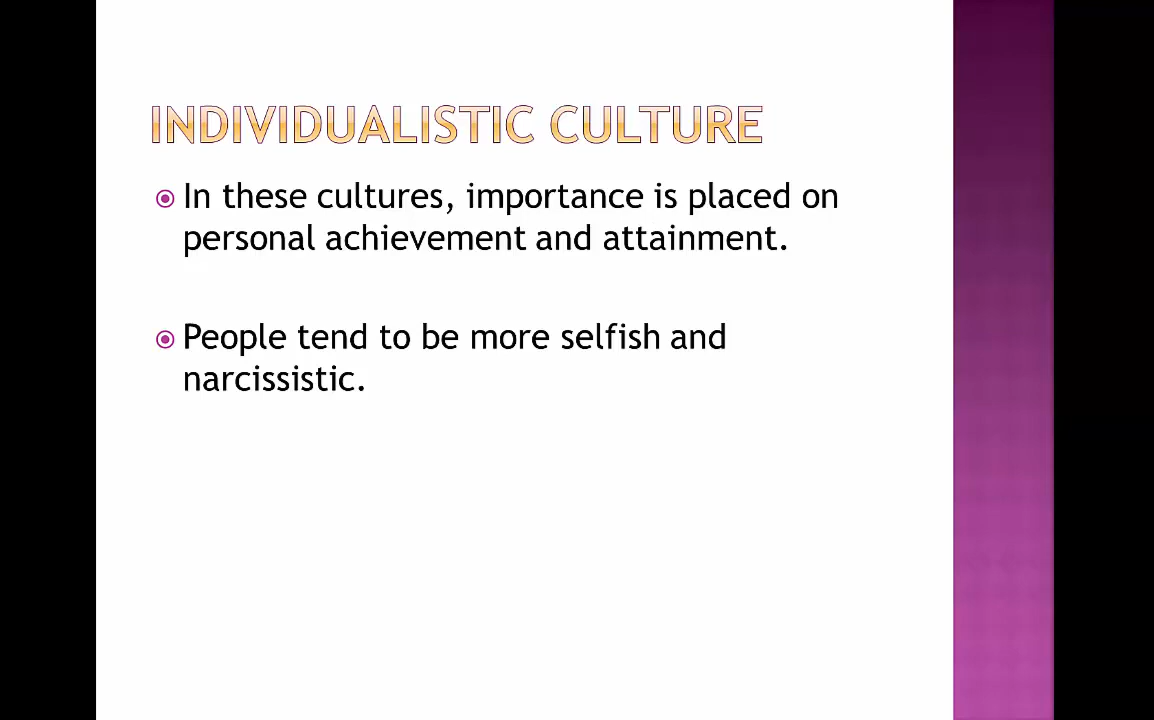 INDIVIDUALISTIC CULTURE
In these cultures, importance is placed on
personal achievement and attainment.
People tend to be more selfish and
narcissistic.